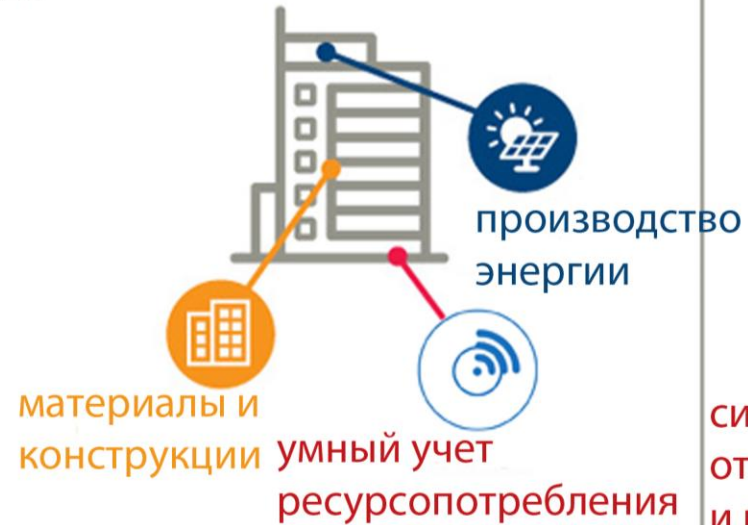 производство
энергии
материалы и
конструкции
умный учет
ресурсопотребления